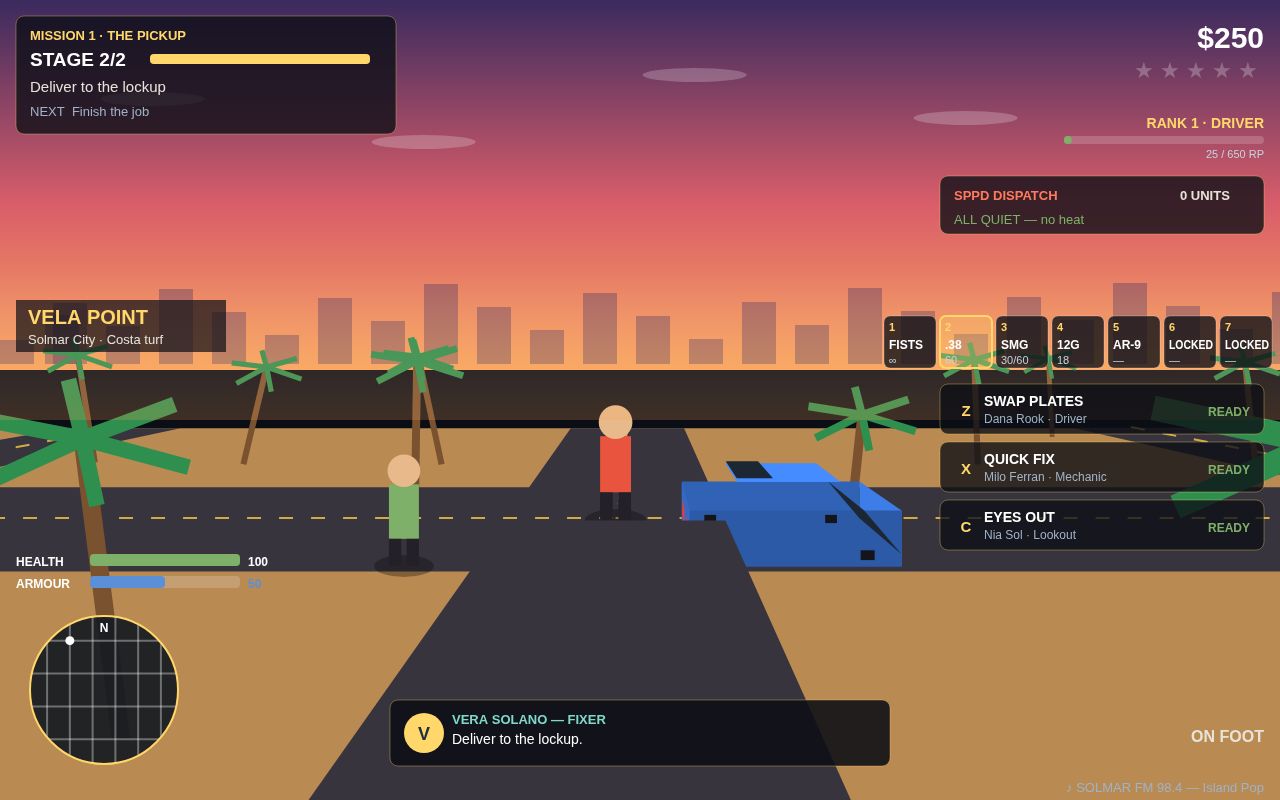 MISSION 1 · THE PICKUP
STAGE 2/2
Deliver to the lockup
NEXT Finish the job
$250
RANK 1 · DRIVER
25 / 650 RP
SPPD DISPATCH 0 UNITS
ALL QUIET — no heat
VELA POINT
Solmar City · Costa turf
1 2 3 4 5 6 7
FISTS .38 SMG 12G AR-9 LOCKED LOCKED
∞ 60 30/60 18 — — —
Z SWAP PLATES READY
Dana Rook · Driver
X QUICK FIX READY
Milo Ferran · Mechanic
C EYES OUT READY
Nia Sol · Lookout
HEALTH 100
ARMOUR 50
N
V
VERA SOLANO — FIXER
Deliver to the lockup.
ON FOOT
♪ SOLMAR FM 98.4 — Island Pop